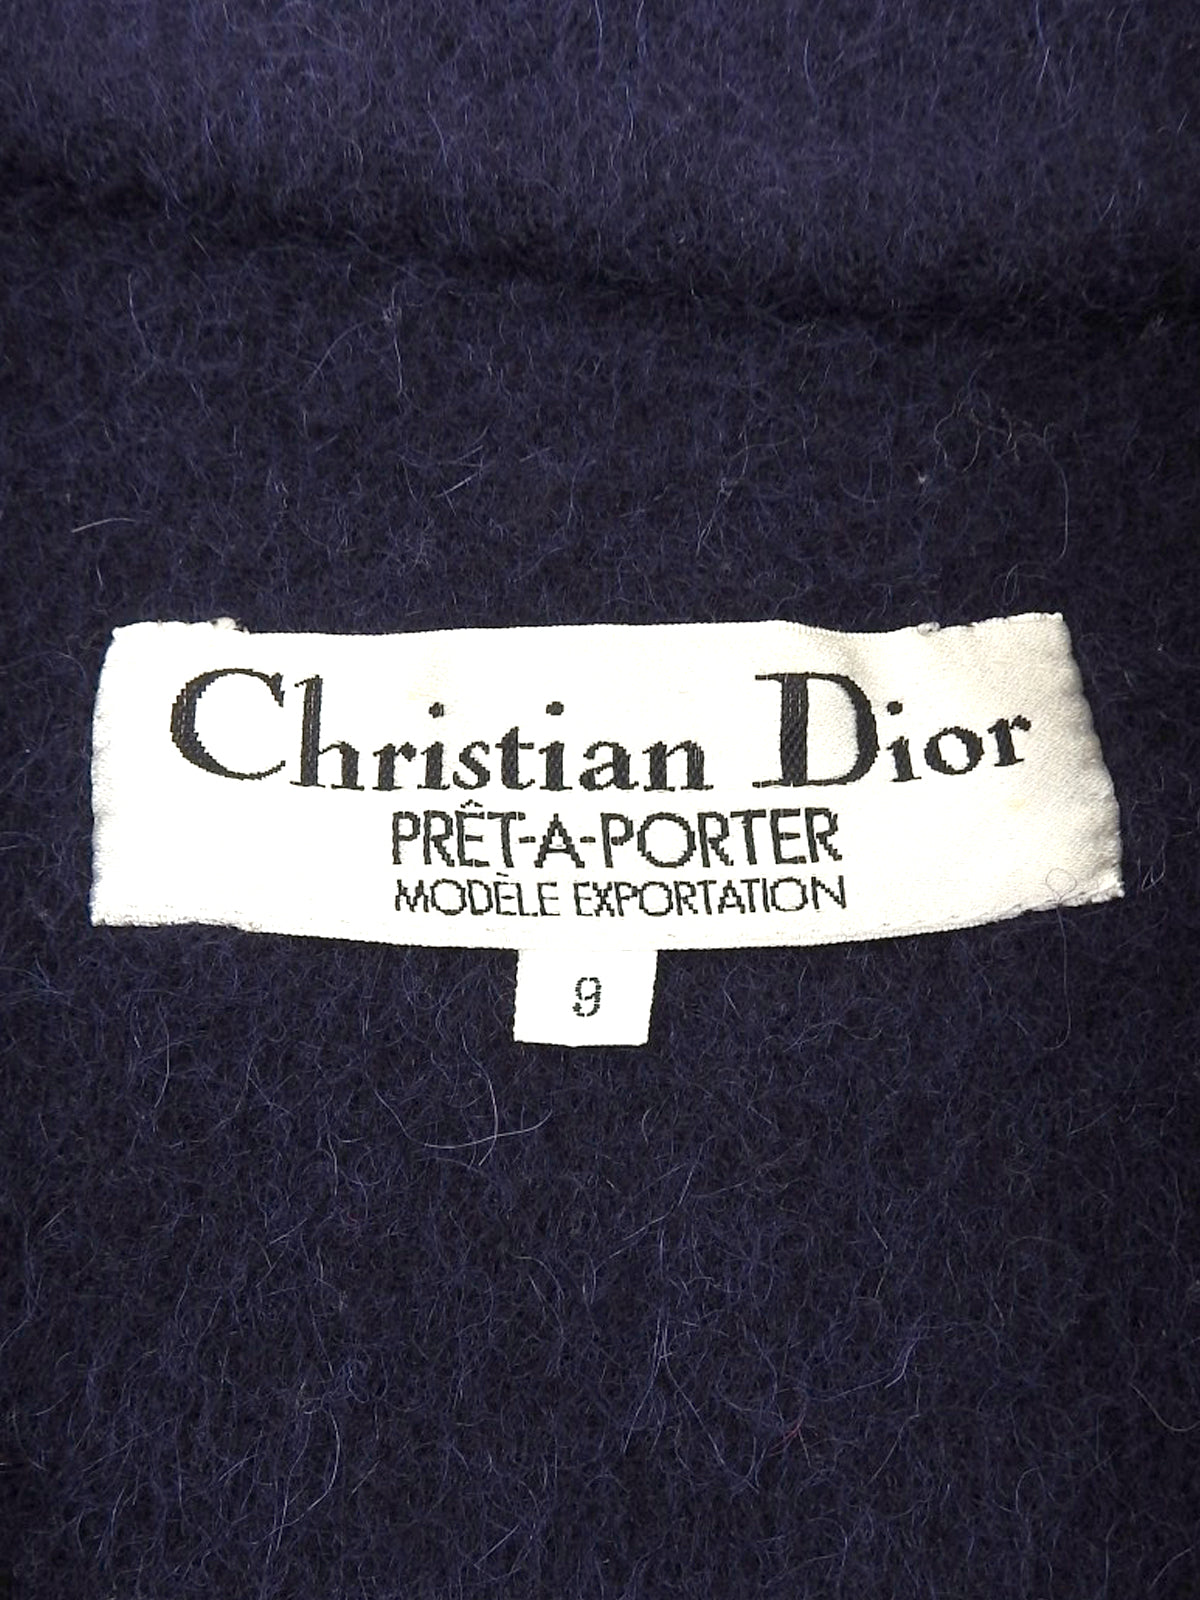 Christian Dior
PRÊT-A-PORTER
MODÈLE EXPORTATION
9